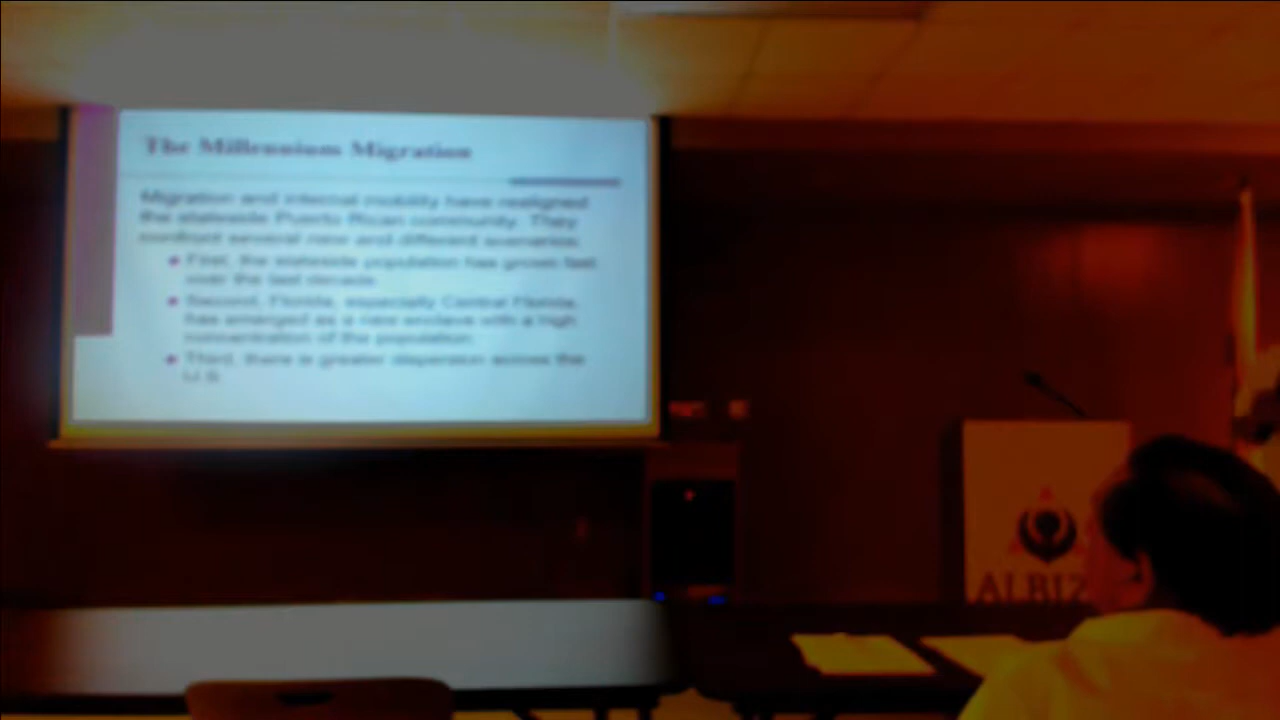 The Millennium Migration
Migration and internal mobility have realigned
the stateside Puerto Rican community. They
confront several new and different scenarios:
First, the stateside population has grown fast
over the last decade.
Second, Florida, especially Central Florida,
has emerged as a new enclave with a high
concentration of the population.
Third, there is greater dispersion across the
U.S.
ALBIZ